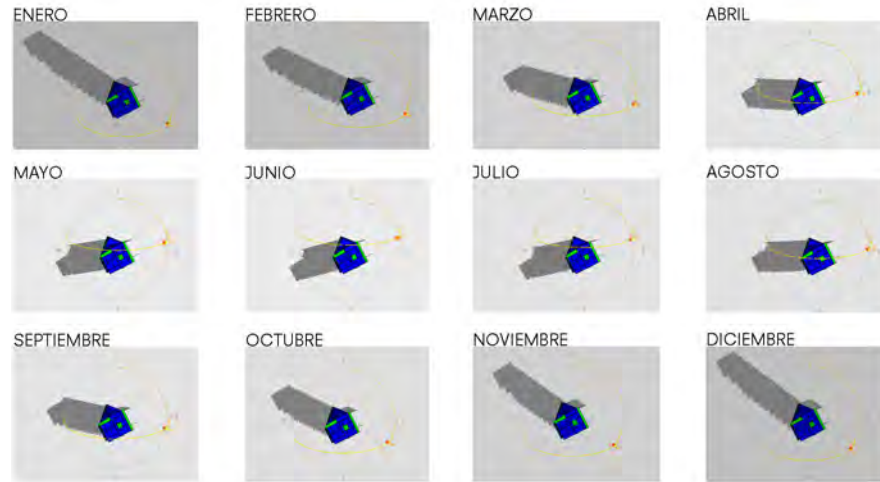 ENERO
FEBRERO
MARZO
ABRIL
MAYO
JUNIO
JULIO
AGOSTO
SEPTIEMBRE
OCTUBRE
NOVIEMBRE
DICIEMBRE